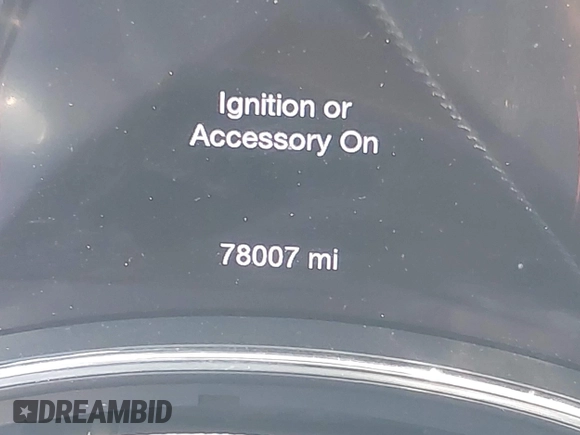 Ignition or
Accessory On
78007 mi
DREAMBID